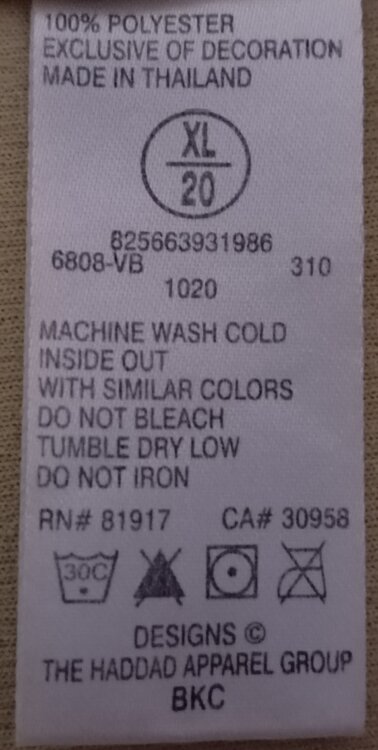 100% POLYESTER
EXCLUSIVE OF DECORATION
MADE IN THAILAND
XL
20
825663931986
6808-VB 310
1020
MACHINE WASH COLD
INSIDE OUT
WITH SIMILAR COLORS
DO NOT BLEACH
TUMBLE DRY LOW
DO NOT IRON
RN# 81917 CA# 30958
30C
DESIGNS ©
THE HADDAD APPAREL GROUP
BKC